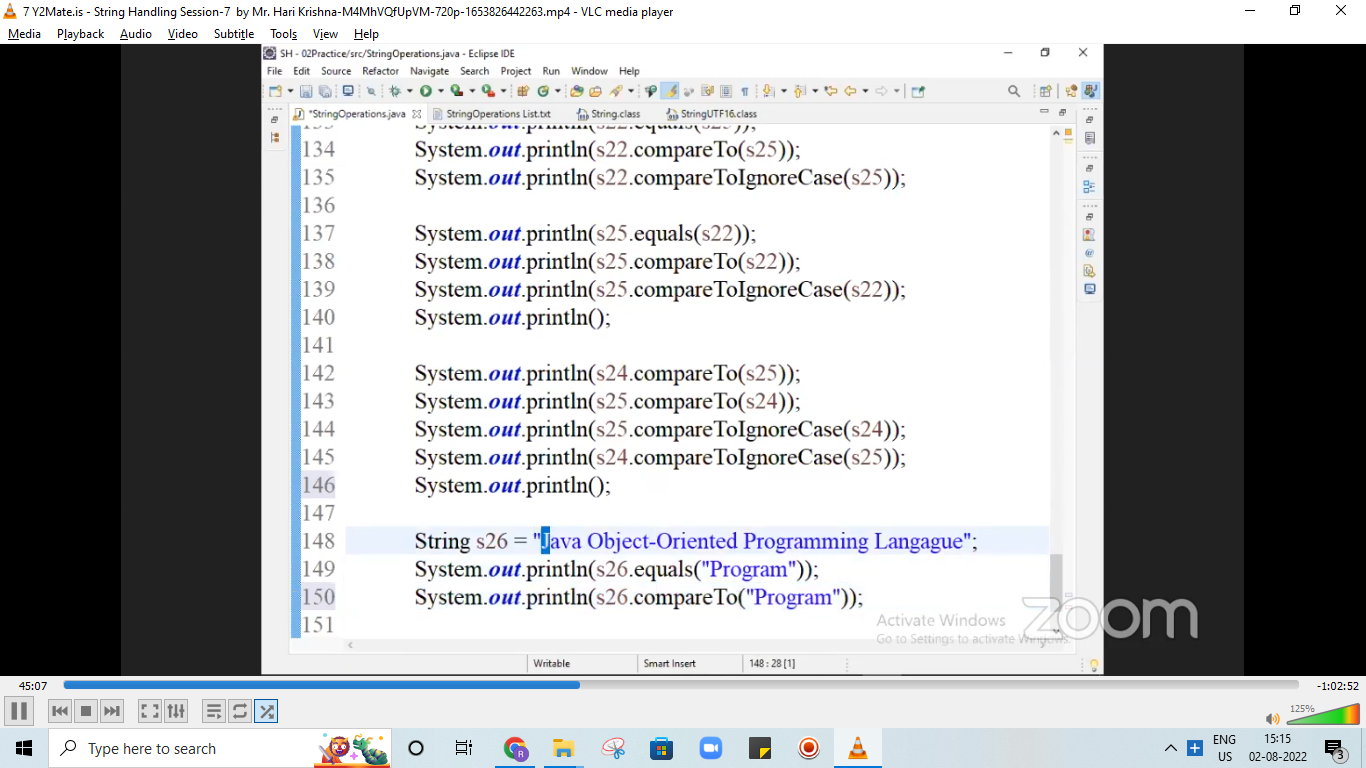 7 Y2Mate.is - String Handling Session-7 by Mr. Hari Krishna-M4MhVQfUpVM-720p-1653826442263.mp4 - VLC media player
Media Playback Audio Video Subtitle Tools View Help
SH - 02Practice/src/StringOperations.java - Eclipse IDE
File Edit Source Refactor Navigate Search Project Run Window Help
*StringOperations.java StringOperations List.txt String.class StringUTF16.class
133 System.out.println(s22.equals(s25));
134 System.out.println(s22.compareTo(s25));
135 System.out.println(s22.compareToIgnoreCase(s25));
136
137 System.out.println(s25.equals(s22));
138 System.out.println(s25.compareTo(s22));
139 System.out.println(s25.compareToIgnoreCase(s22));
140 System.out.println();
141
142 System.out.println(s24.compareTo(s25));
143 System.out.println(s25.compareTo(s24));
144 System.out.println(s25.compareToIgnoreCase(s24));
145 System.out.println(s24.compareToIgnoreCase(s25));
146 System.out.println();
147
148 String s26 = "Java Object-Oriented Programming Langague";
149 System.out.println(s26.equals("Program"));
150 System.out.println(s26.compareTo("Program"));
151
Activate Windows
Go to Settings to activate Windows.
zoom
Writable Smart Insert 148 : 28 [1]
45:07 -1:02:52
125%
Type here to search
ENG
US
15:15
02-08-2022
3